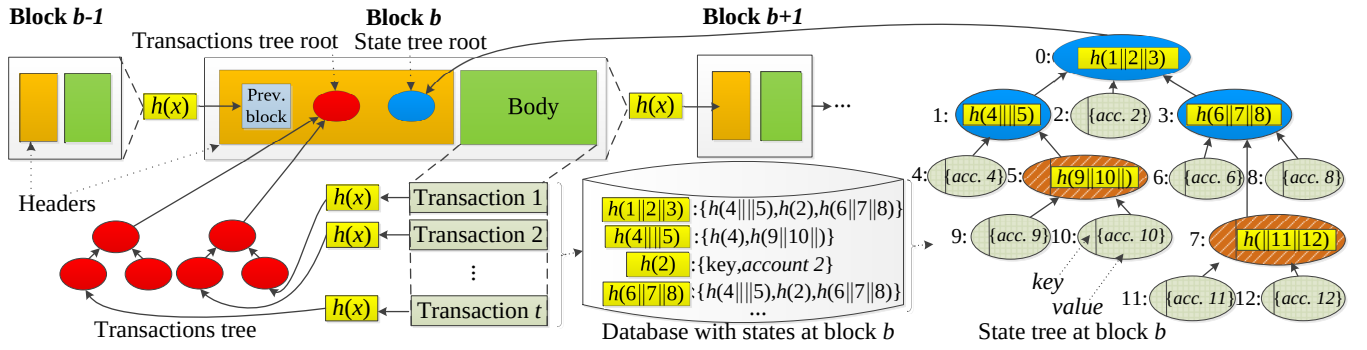 Block b-1
Block b
Block b+1
Transactions tree root
State tree root
h(x)
Prev.
block
Body
h(x)
...
Headers
h(x)
Transaction 1
h(x)
Transaction 2
⋮
h(x)
Transaction t
Transactions tree
h(1||2||3) :{h(4||||5),h(2),h(6||7||8)}
h(4||||5) :{h(4),h(9||10||)}
h(2) :{key,account 2}
h(6||7||8) :{h(4||||5),h(2),h(6||7||8)}
...
Database with states at block b
0: h(1||2||3)
1: h(4||||5)
2: {acc. 2}
3: h(6||7||8)
4: {acc. 4}
5: h(9||10||)
6: {acc. 6}
8: {acc. 8}
9: {acc. 9}
10: {acc. 10}
7: h(||11||12)
key
value
11: {acc. 11}
12: {acc. 12}
State tree at block b